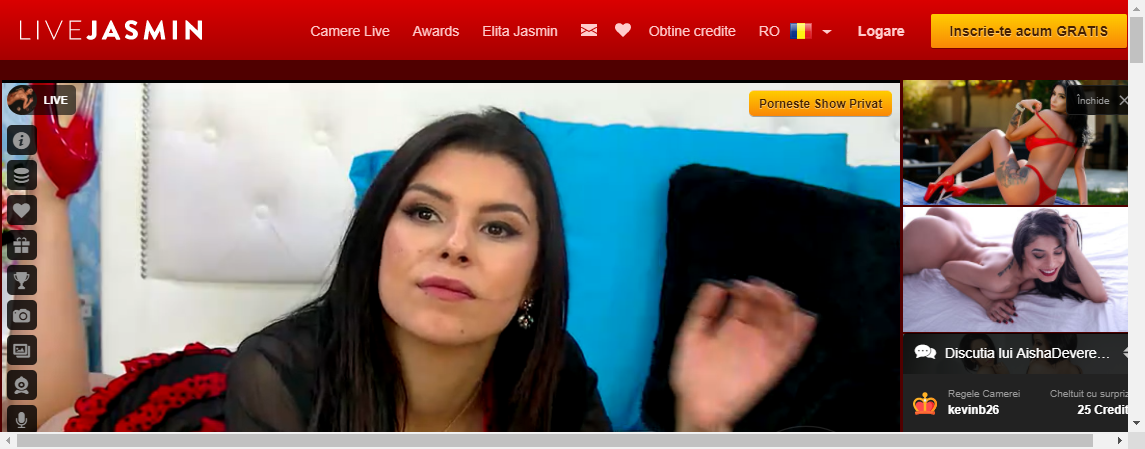 LIVEJASMIN
Camere Live
Awards
Elita Jasmin
Obtine credite
RO
Logare
Inscrie-te acum GRATIS
LIVE
Porneste Show Privat
Închide
Discutia lui AishaDevere...
Regele Camerei
kevinb26
Cheltuit cu surpriz
25 Credit